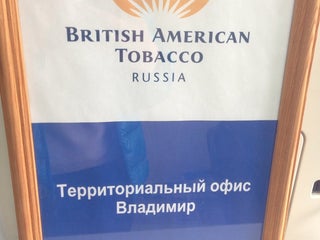 BRITISH AMERICAN
TOBACCO
RUSSIA
Территориальный офис
Владимир